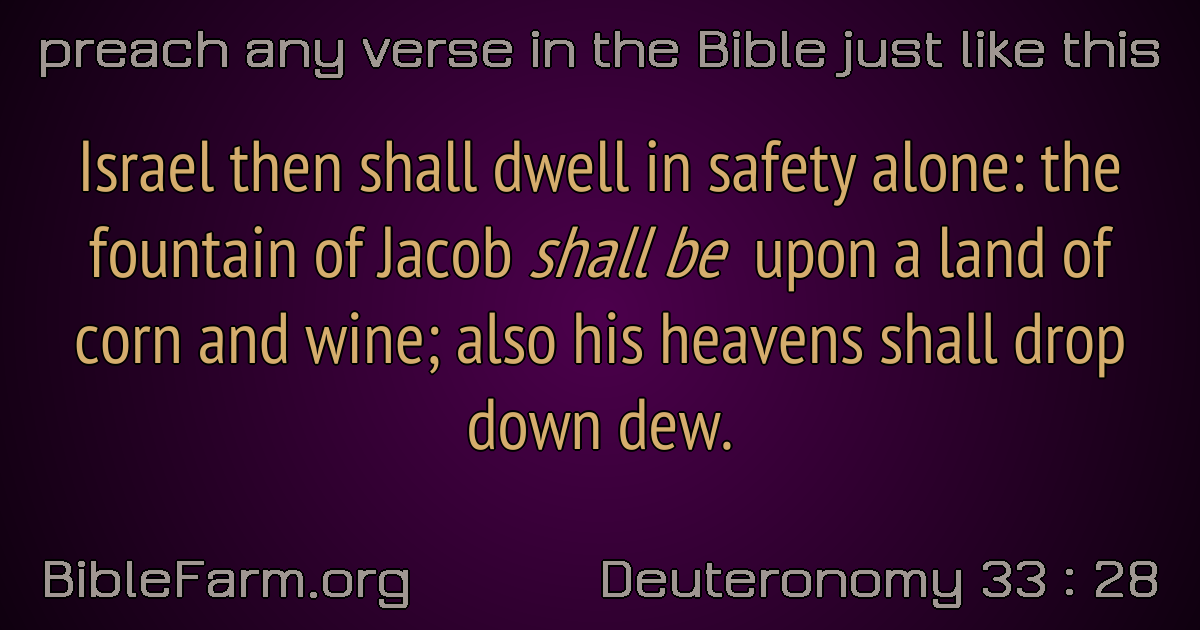 preach any verse in the Bible just like this
Israel then shall dwell in safety alone: the
fountain of Jacob shall be upon a land of
corn and wine; also his heavens shall drop
down dew.
BibleFarm.org
Deuteronomy 33 : 28